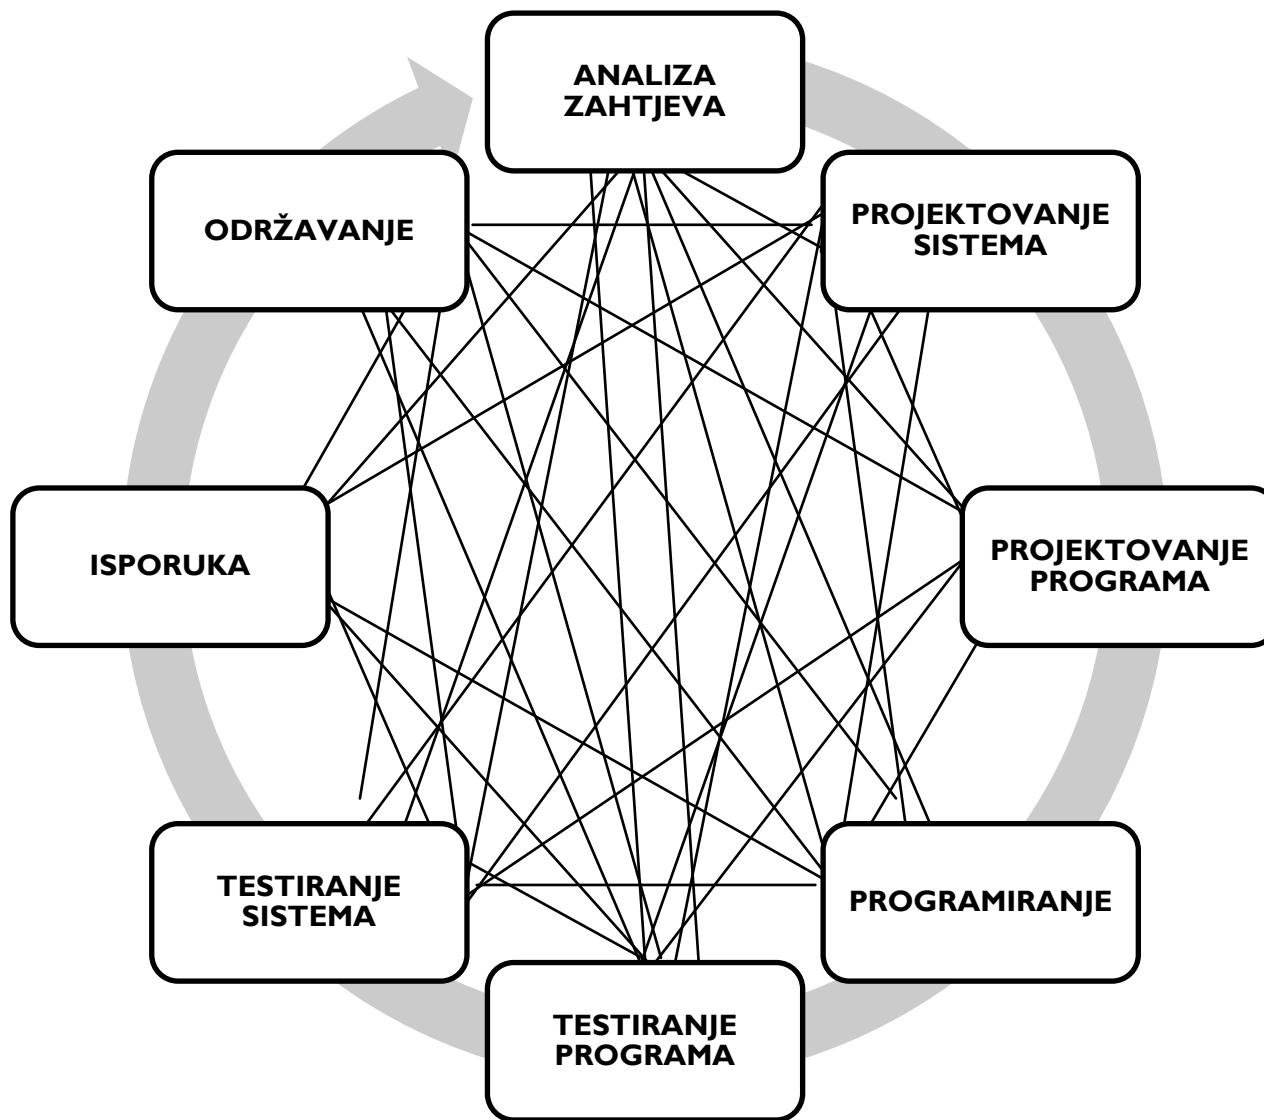 ANALIZA
ZAHTJEVA
PROJEKTOVANJE
SISTEMA
PROJEKTOVANJE
PROGRAMA
PROGRAMIRANJE
TESTIRANJE
PROGRAMA
TESTIRANJE
SISTEMA
ISPORUKA
ODRŽAVANJE